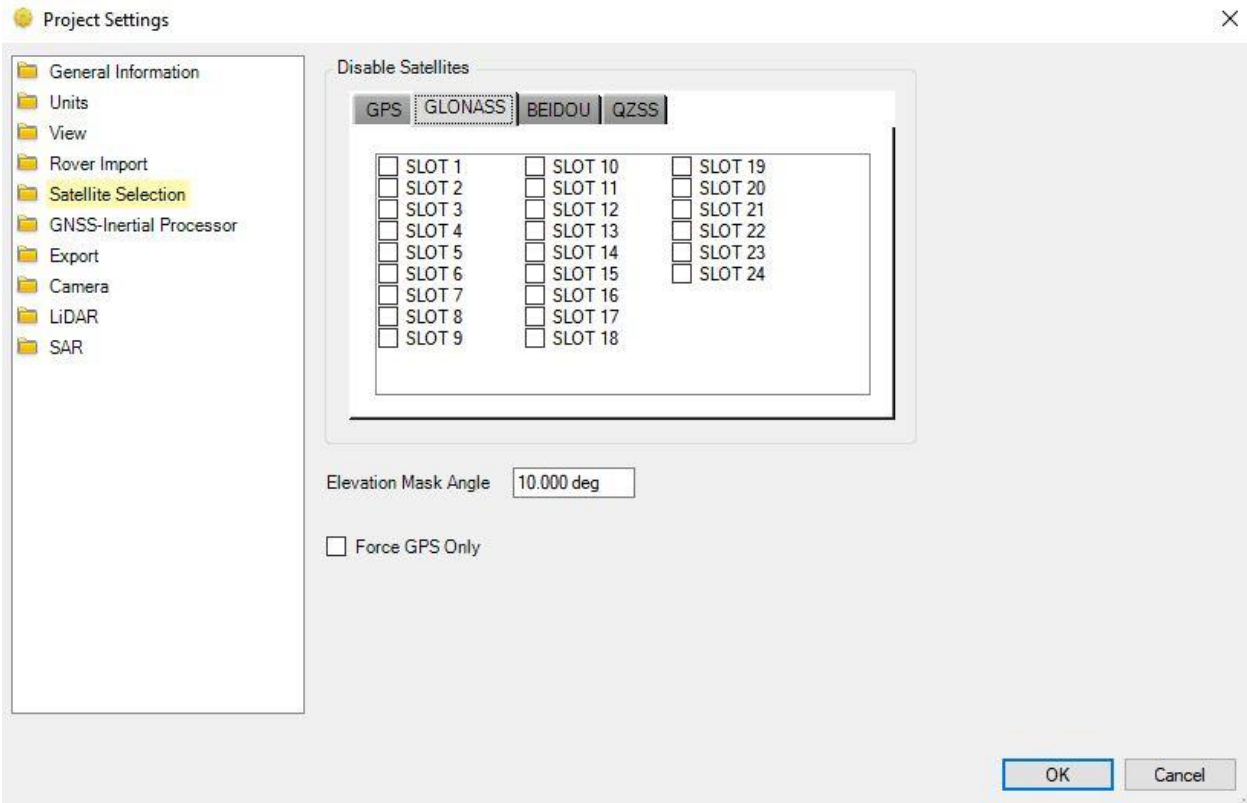 Project Settings
General Information
Units
View
Rover Import
Satellite Selection
GNSS-Inertial Processor
Export
Camera
LiDAR
SAR
Disable Satellites
GPS GLONASS BEIDOU QZSS
SLOT 1 SLOT 10 SLOT 19
SLOT 2 SLOT 11 SLOT 20
SLOT 3 SLOT 12 SLOT 21
SLOT 4 SLOT 13 SLOT 22
SLOT 5 SLOT 14 SLOT 23
SLOT 6 SLOT 15 SLOT 24
SLOT 7 SLOT 16
SLOT 8 SLOT 17
SLOT 9 SLOT 18
Elevation Mask Angle 10.000 deg
Force GPS Only
OK Cancel